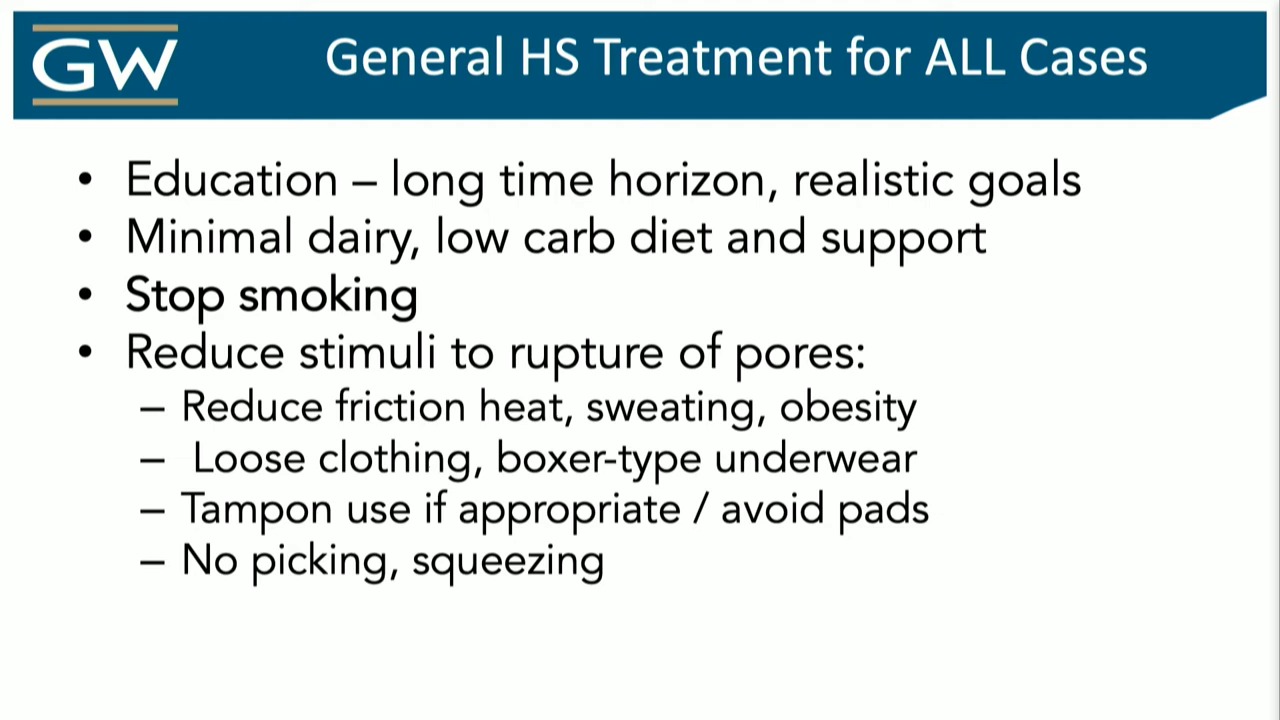 GW
General HS Treatment for ALL Cases
• Education – long time horizon, realistic goals
• Minimal dairy, low carb diet and support
• Stop smoking
• Reduce stimuli to rupture of pores:
– Reduce friction heat, sweating, obesity
– Loose clothing, boxer-type underwear
– Tampon use if appropriate / avoid pads
– No picking, squeezing